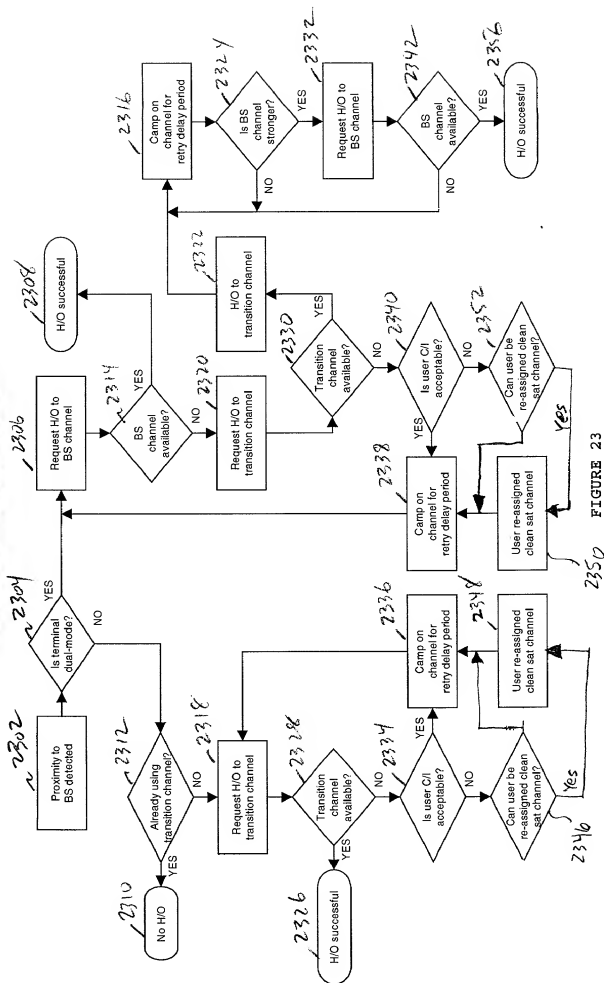 2302
Proximity to
BS detected
2304
Is terminal
dual-mode?
YES
NO
2306
Request H/O to
BS channel
2308
H/O successful
2314
BS
channel
available?
YES
NO
2310
No H/O
2312
Already using
transition channel?
YES
NO
2318
Request H/O to
transition channel
2320
Request H/O to
transition channel
2322
H/O to
transition channel
2316
Camp on
channel for
retry delay period
2324
Is BS
channel
stronger?
NO
YES
2332
Request H/O to
BS channel
2342
BS
channel
available?
NO
YES
2356
H/O successful
2326
H/O successful
2328
Transition
channel
available?
YES
NO
2330
Transition
channel
available?
YES
NO
2334
Is user C/I
acceptable?
YES
NO
2336
Camp on
channel for
retry delay period
2338
Camp on
channel for
retry delay period
2340
Is user C/I
acceptable?
YES
NO
2346
Can user be
re-assigned clean
sat channel?
Yes
2348
User re-assigned
clean sat channel
2350
User re-assigned
clean sat channel
2352
Can user be
re-assigned clean
sat channel?
Yes
FIGURE 23